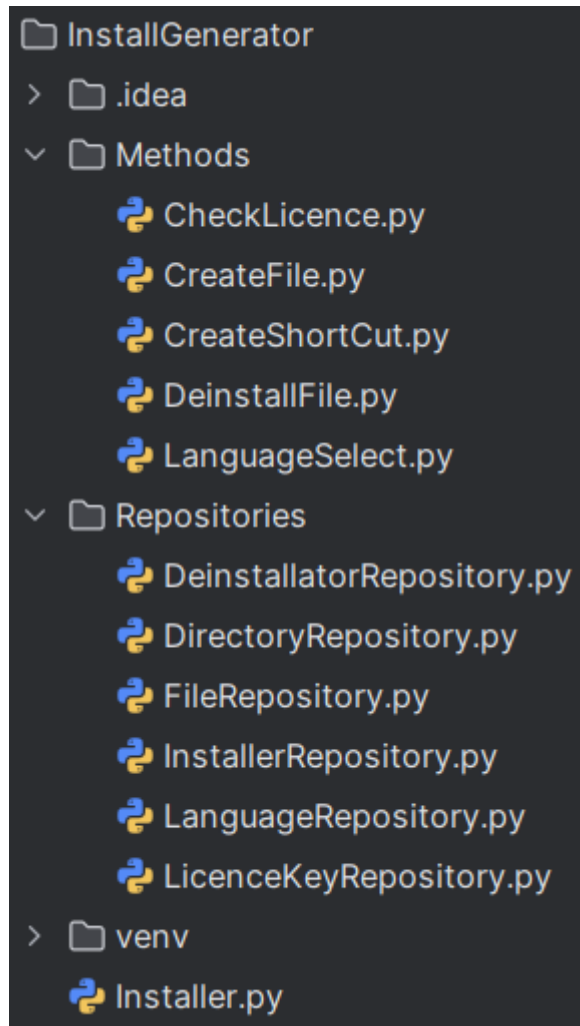 InstallGenerator
.idea
Methods
CheckLicence.py
CreateFile.py
CreateShortCut.py
DeinstallFile.py
LanguageSelect.py
Repositories
DeinstallatorRepository.py
DirectoryRepository.py
FileRepository.py
InstallerRepository.py
LanguageRepository.py
LicenceKeyRepository.py
venv
Installer.py